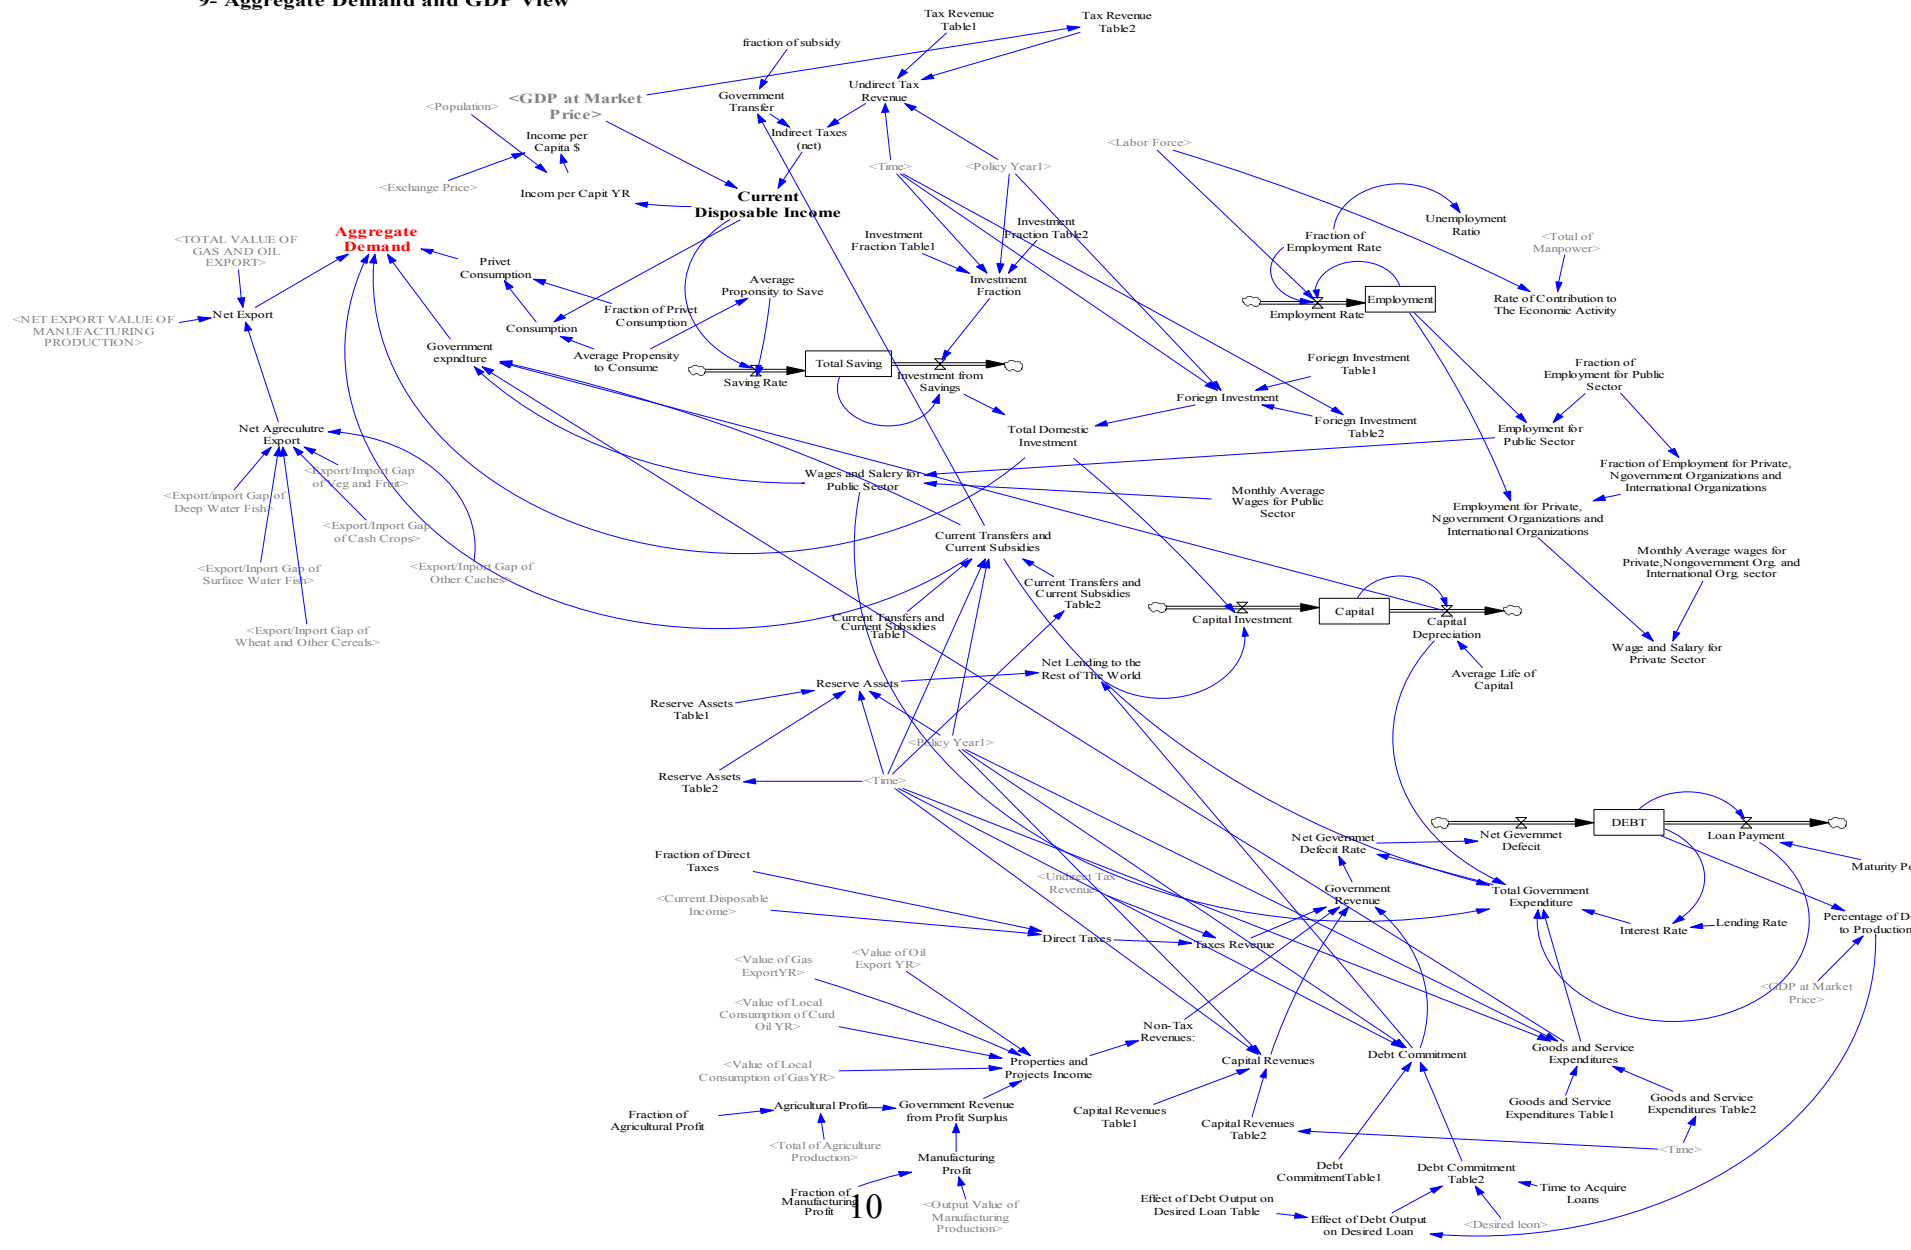 9- Aggregate Demand and GDP View
Tax Revenue
Table1
Tax Revenue
Table2
fraction of subsidy
<GDP at Market
Price>
<Population>
Government
Transfer
Undirect Tax
Revenue
Income per
Capita $
Indirect Taxes
(net)
<Labor Force>
<Exchange Price>
Incom per Capit YR
<Time>
<Policy Year1>
Current
Disposable Income
Aggregate
Demand
<TOTAL VALUE OF
GAS AND OIL
EXPORT>
Privet
Consumption
Investment
Fraction Table1
Investment
Fraction Table2
Fraction of
Employment Rate
Unemployment
Ratio
<Total of
Manpower>
Average
Proponsity to Save
Investment
Fraction
Net Export
<NET EXPORT VALUE OF
MANUFACTURING
PRODUCTION>
Consumption
Fraction of Privet
Consumption
Employment Rate
Employment
Rate of Contribution to
The Economic Activity
Government
expndture
Average Propensity
to Consume
Saving Rate
Total Saving
Investment from
Savings
Foriegn Investment
Table1
Fraction of
Employment for Public
Sector
Foriegn Investment
Foriegn Investment
Table2
Net Agreculutre
Export
Total Domestic
Investment
Employment for
Public Sector
<Export/Import Gap
of Veg and Fruit>
<Export/inport Gap of
Deep Water Fish>
<Export/Inport Gap
of Cash Crops>
<Export/Inport Gap of
Surface Water Fish>
<Export/Inport Gap of
Other Caches>
<Export/Inport Gap of
Wheat and Other Cereals>
Wages and Salery for
Public Sector
Monthly Average
Wages for Public
Sector
Fraction of Employment for Private,
Ngovernment Organizations and
International Organizations
Employment for Private,
Ngovernment Organizations and
International Organizations
Current Transfers and
Current Subsidies
Monthly Average wages for
Private,Nongovernment Org. and
International Org. sector
Current Transfers and
Current Subsidies
Table2
Current Tansfers and
Current Subsidies
Table1
Capital Investment
Capital
Capital
Depreciation
Wage and Salary for
Private Sector
Average Life of
Capital
Reserve Assets
Net Lending to the
Rest of The World
Reserve Assets
Table1
<Policy Year1>
Reserve Assets
Table2
<Time>
Net Gevernmet
Defecit Rate
Net Gevernmet
Defecit
DEBT
Loan Payment
Maturity Pe
Fraction of Direct
Taxes
<Current Disposable
Income>
<Undirect Tax
Revenue>
Government
Revenue
Total Government
Expenditure
Interest Rate
Lending Rate
Percentage of De
to Production
Direct Taxes
Taxes Revenue
<Value of Gas
ExportYR>
<Value of Oil
Export YR>
<GDP at Market
Price>
<Value of Local
Consumption of Curd
Oil YR>
Non-Tax
Revenues:
<Value of Local
Consumption of GasYR>
Properties and
Projects Income
Capital Revenues
Debt Commitment
Goods and Service
Expenditures
Fraction of
Agricultural Profit
Agricultural Profit
Government Revenue
from Profit Surplus
Capital Revenues
Table1
Capital Revenues
Table2
Goods and Service
Expenditures Table1
Goods and Service
Expenditures Table2
<Total of Agriculture
Production>
<Time>
Manufacturing
Profit
Debt
CommitmentTable1
Debt Commitment
Table2
Time to Acquire
Loans
Fraction of
Manufacturing
Profit
10
<Output Value of
Manufacturing
Production>
Effect of Debt Output on
Desired Loan Table
Effect of Debt Output
on Desired Loan
<Desired leon>